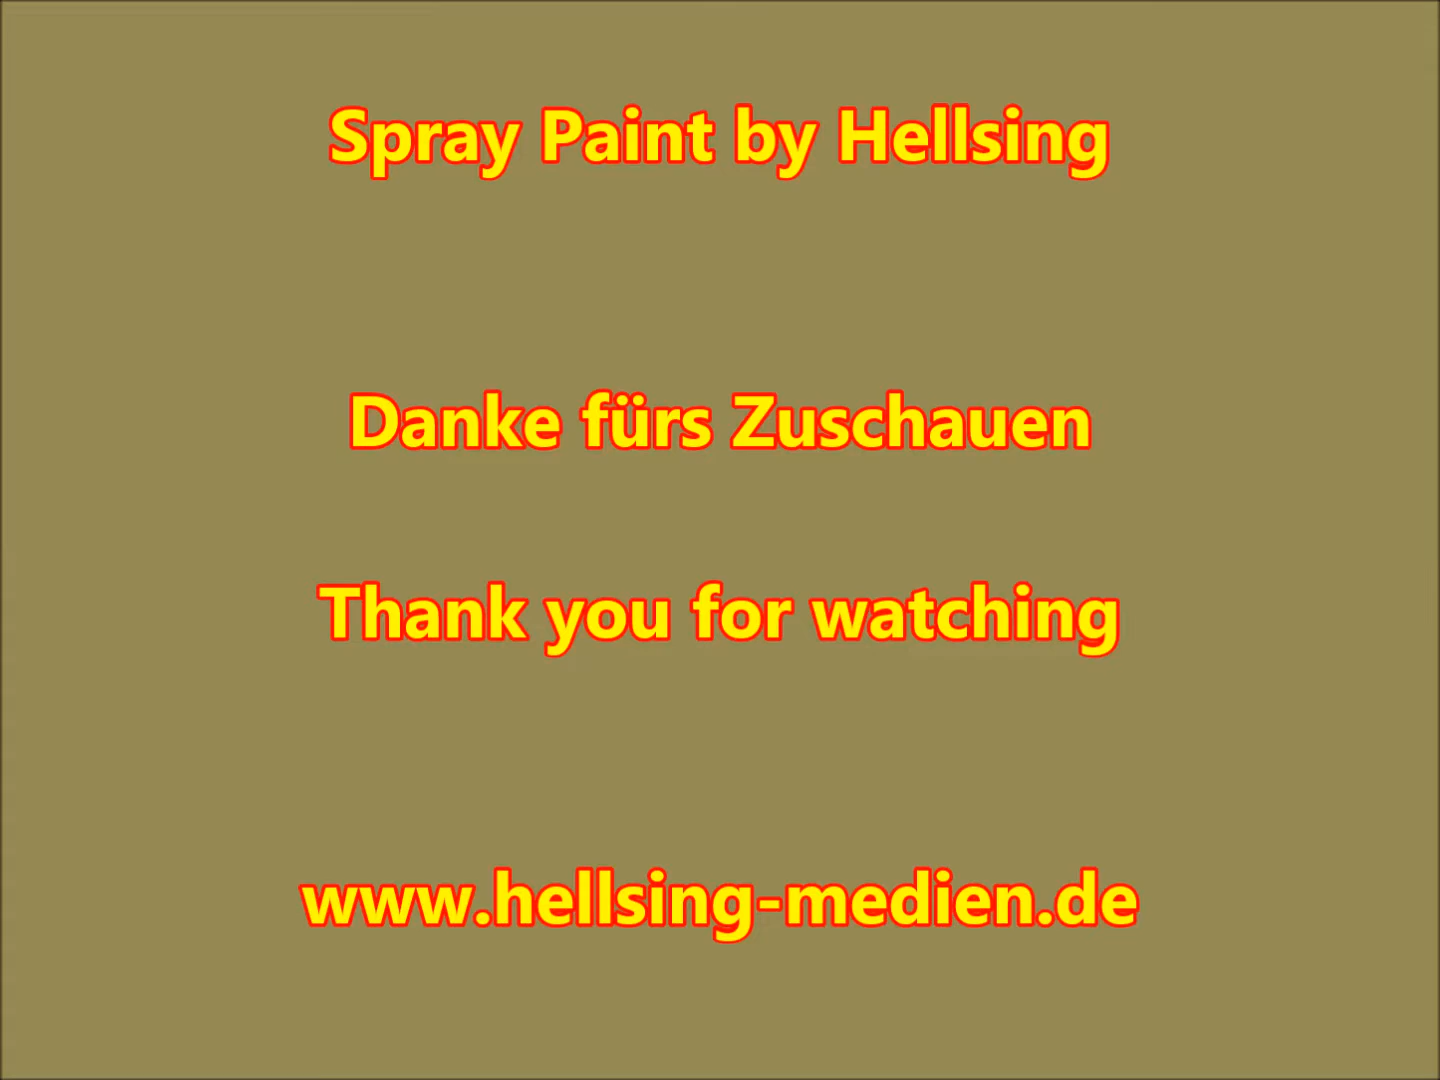 Spray Paint by Hellsing
Danke fürs Zuschauen
Thank you for watching
www.hellsing-medien.de